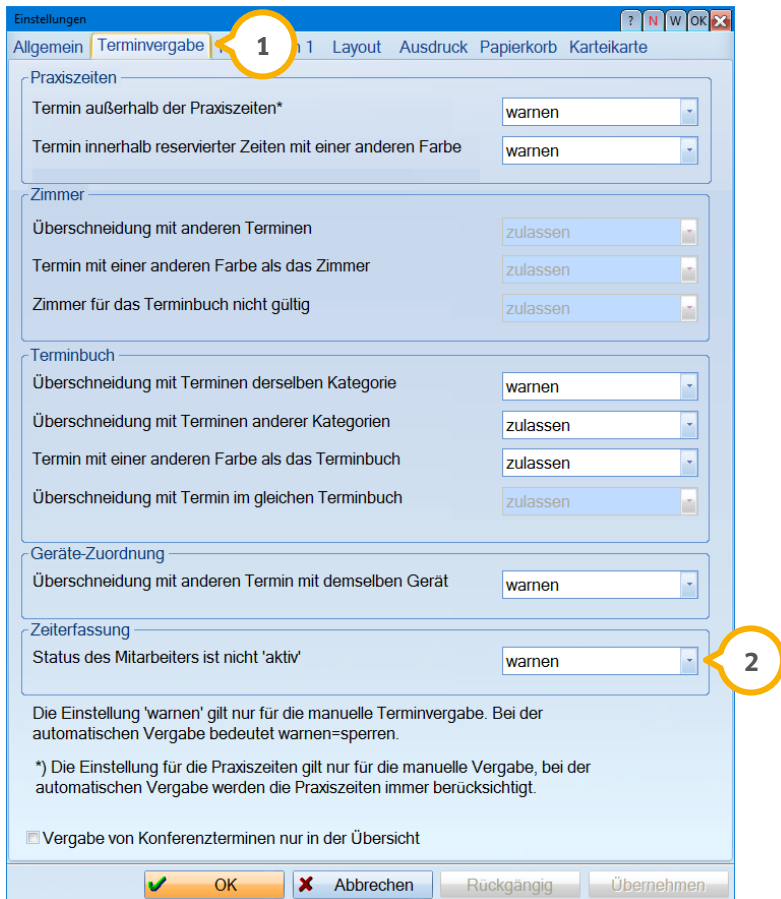 Einstellungen
? N W OK
Allgemein Terminvergabe 1 1 Layout Ausdruck Papierkorb Karteikarte
Praxiszeiten
Termin außerhalb der Praxiszeiten* warnen
Termin innerhalb reservierter Zeiten mit einer anderen Farbe warnen
Zimmer
Überschneidung mit anderen Terminen zulassen
Termin mit einer anderen Farbe als das Zimmer zulassen
Zimmer für das Terminbuch nicht gültig zulassen
Terminbuch
Überschneidung mit Terminen derselben Kategorie warnen
Überschneidung mit Terminen anderer Kategorien zulassen
Termin mit einer anderen Farbe als das Terminbuch zulassen
Überschneidung mit Termin im gleichen Terminbuch zulassen
Geräte-Zuordnung
Überschneidung mit anderen Termin mit demselben Gerät warnen
Zeiterfassung
Status des Mitarbeiters ist nicht 'aktiv' warnen 2
Die Einstellung 'warnen' gilt nur für die manuelle Terminvergabe. Bei der
automatischen Vergabe bedeutet warnen=sperren.
*) Die Einstellung für die Praxiszeiten gilt nur für die manuelle Vergabe, bei der
automatischen Vergabe werden die Praxiszeiten immer berücksichtigt.
Vergabe von Konferenzterminen nur in der Übersicht
OK Abbrechen Rückgängig Übernehmen